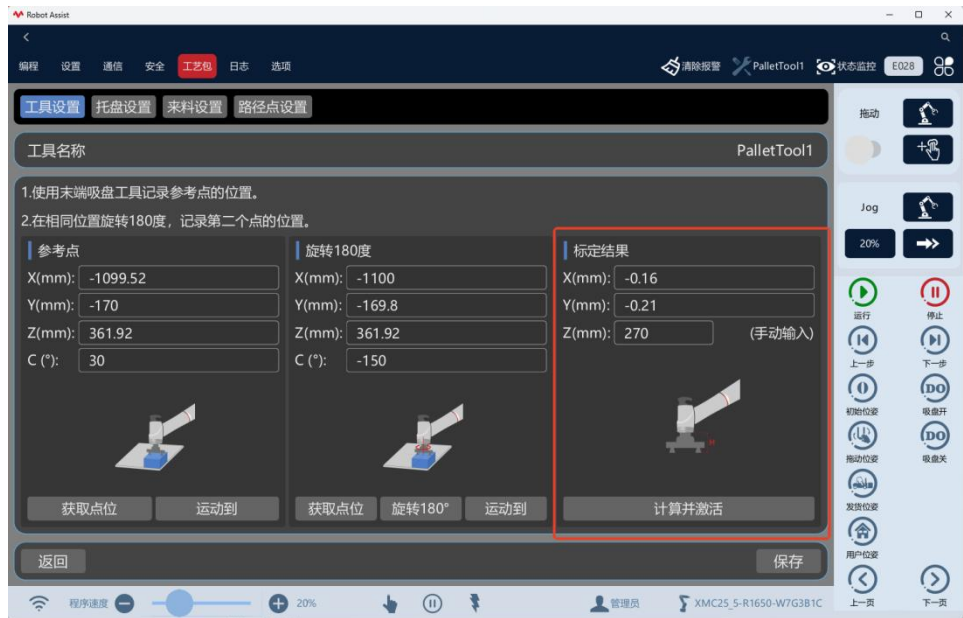 Robot Assist
编程 设置 通信 安全 工艺包 日志 选项 清除报警 PalletTool1 状态监控 E028
工具设置 托盘设置 来料设置 路径点设置
工具名称 PalletTool1
1.使用末端吸盘工具记录参考点的位置。
2.在相同位置旋转180度，记录第二个点的位置。
参考点
X(mm): -1099.52
Y(mm): -170
Z(mm): 361.92
C (°): 30
获取点位 运动到
旋转180度
X(mm): -1100
Y(mm): -169.8
Z(mm): 361.92
C (°): -150
获取点位 旋转180° 运动到
标定结果
X(mm): -0.16
Y(mm): -0.21
Z(mm): 270 (手动输入)
计算并激活
返回 保存
拖动
Jog
20%
运行 停止
上一步 下一步
DO
初始位姿 吸盘开
DO
拖动位姿 吸盘关
发货位姿
用户位姿
上一页 下一页
程序速度 20% 管理员 XMC25_5-R1650-W7G3B1C